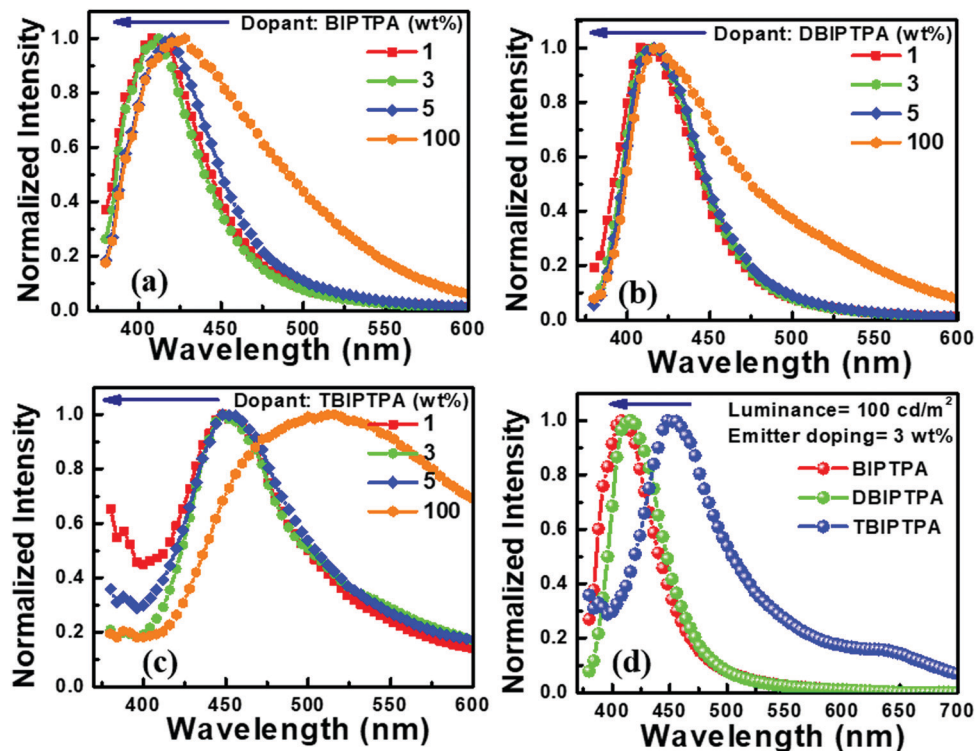 Dopant: BIPTPA (wt%)
1
3
5
100
(a)
Normalized Intensity
1.0
0.8
0.6
0.4
0.2
0.0
400 450 500 550 600
Wavelength (nm)
Dopant: DBIPTPA (wt%)
1
3
5
100
(b)
Normalized Intensity
1.0
0.8
0.6
0.4
0.2
0.0
400 450 500 550 600
Wavelength (nm)
Dopant: TBIPTPA (wt%)
1
3
5
100
(c)
Normalized Intensity
1.0
0.8
0.6
0.4
0.2
0.0
400 450 500 550 600
Wavelength (nm)
Luminance= 100 cd/m²
Emitter doping= 3 wt%
BIPTPA
DBIPTPA
TBIPTPA
(d)
Normalized Intensity
1.0
0.8
0.6
0.4
0.2
0.0
400 450 500 550 600 650 700
Wavelength (nm)